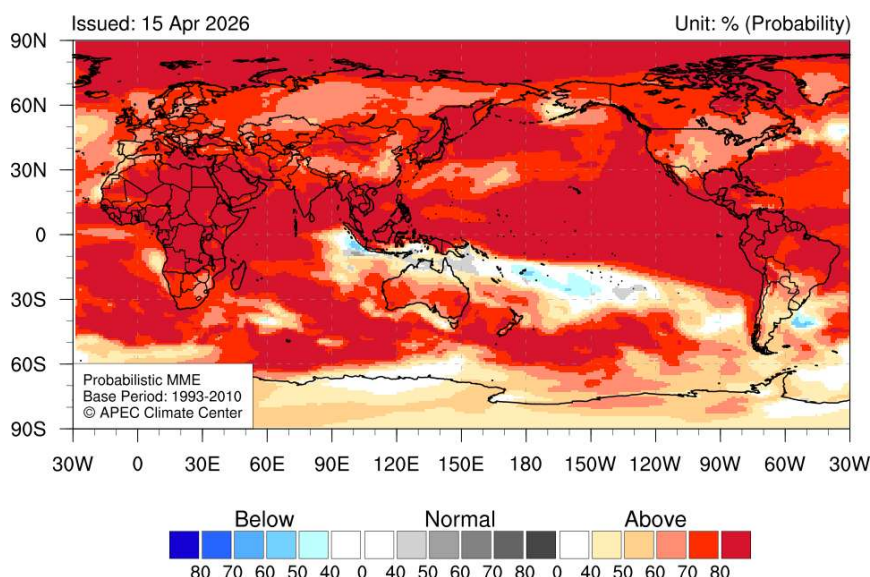 Issued: 15 Apr 2026 Unit: % (Probability)
90N
60N
30N
0
30S
60S
90S
Probabilistic MME
Base Period: 1993-2010
© APEC Climate Center
30W 0 30E 60E 90E 120E 150E 180 150W 120W 90W 60W 30W
Below Normal Above
80 70 60 50 40 0 40 50 60 70 80 0 40 50 60 70 80